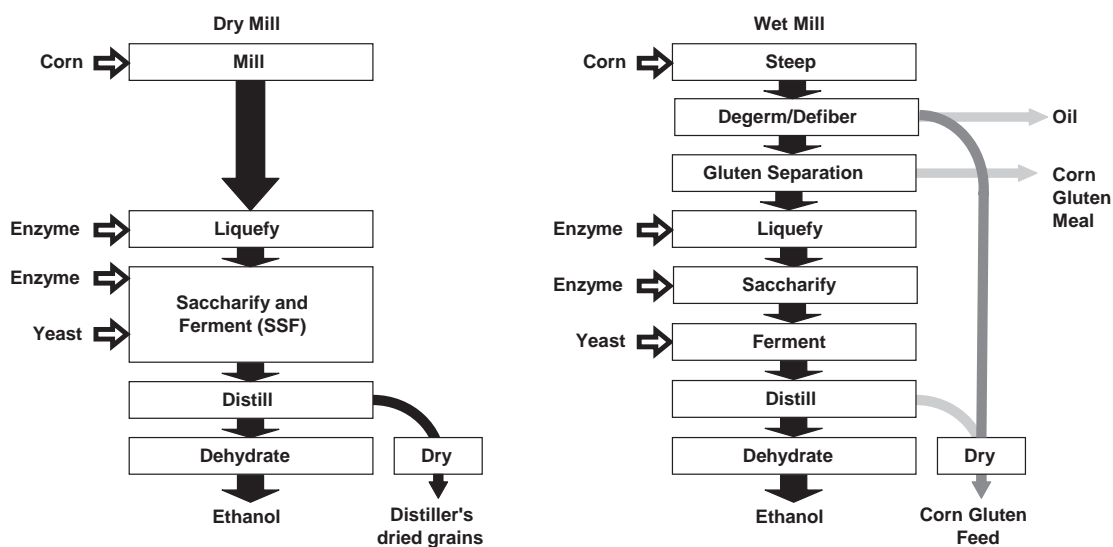 Dry Mill
Corn
Mill
Enzyme
Liquefy
Enzyme
Yeast
Saccharify and
Ferment (SSF)
Distill
Dehydrate
Dry
Ethanol
Distiller's
dried grains
Wet Mill
Corn
Steep
Degerm/Defiber
Oil
Gluten Separation
Corn
Gluten
Meal
Enzyme
Liquefy
Enzyme
Saccharify
Yeast
Ferment
Distill
Dehydrate
Dry
Ethanol
Corn Gluten
Feed